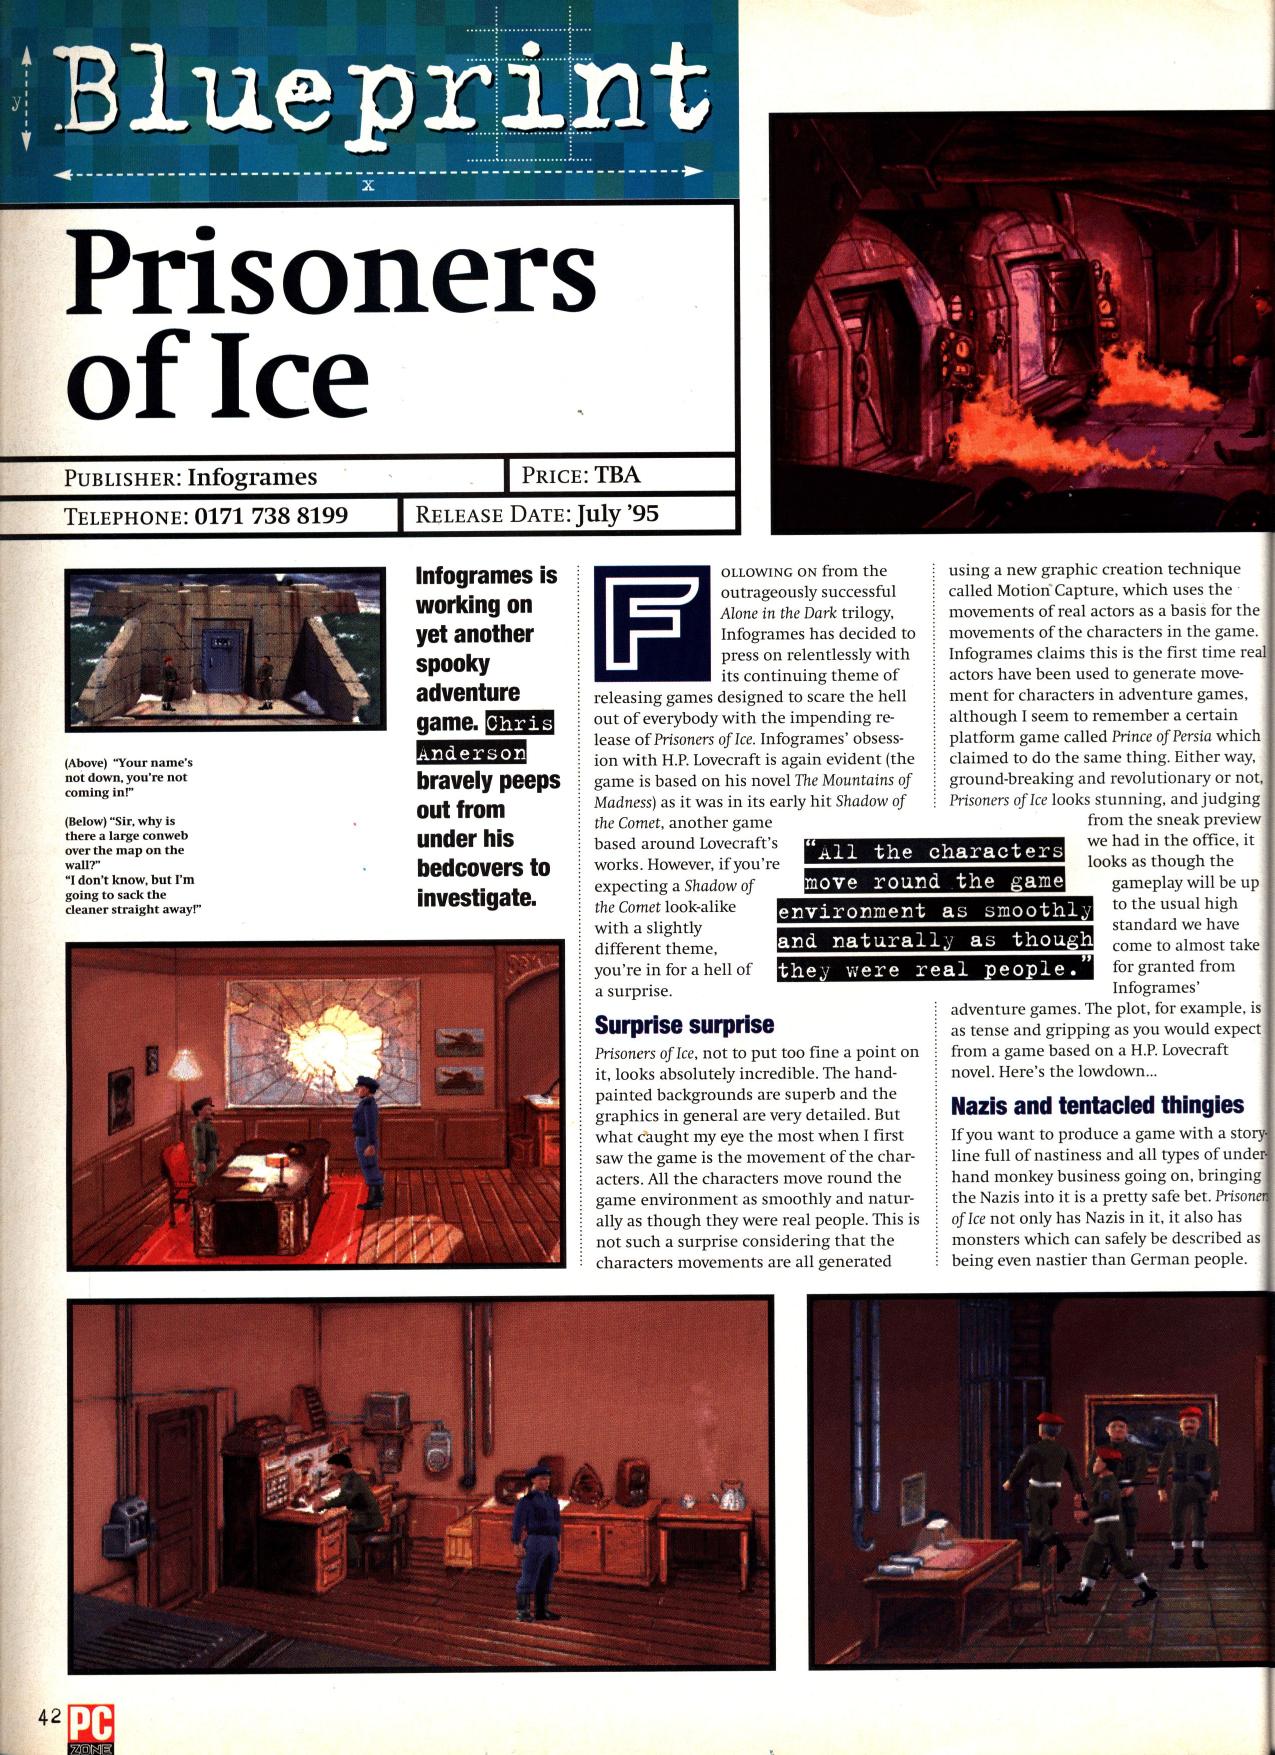 Blueprint
y
x
Prisoners
of Ice
PUBLISHER: Infogrames
PRICE: TBA
TELEPHONE: 0171 738 8199
RELEASE DATE: July ’95
(Above) “Your name's
not down, you're not
coming in!”
(Below) “Sir, why is
there a large conweb
over the map on the
wall?”
“I don't know, but I'm
going to sack the
cleaner straight away!”
Infogrames is
working on
yet another
spooky
adventure
game. Chris
Anderson
bravely peeps
out from
under his
bedcovers to
investigate.
FOLLOWING ON from the
outrageously successful
Alone in the Dark trilogy,
Infogrames has decided to
press on relentlessly with
its continuing theme of
releasing games designed to scare the hell
out of everybody with the impending re-
lease of Prisoners of Ice. Infogrames' obsess-
ion with H.P. Lovecraft is again evident (the
game is based on his novel The Mountains of
Madness) as it was in its early hit Shadow of
the Comet, another game
based around Lovecraft's
works. However, if you're
expecting a Shadow of
the Comet look-alike
with a slightly
different theme,
you're in for a hell of
a surprise.
Surprise surprise
Prisoners of Ice, not to put too fine a point on
it, looks absolutely incredible. The hand-
painted backgrounds are superb and the
graphics in general are very detailed. But
what caught my eye the most when I first
saw the game is the movement of the char-
acters. All the characters move round the
game environment as smoothly and natur-
ally as though they were real people. This is
not such a surprise considering that the
characters movements are all generated
“All the characters
move round the game
environment as smoothly
and naturally as though
they were real people.”
using a new graphic creation technique
called Motion Capture, which uses the
movements of real actors as a basis for the
movements of the characters in the game.
Infogrames claims this is the first time real
actors have been used to generate move-
ment for characters in adventure games,
although I seem to remember a certain
platform game called Prince of Persia which
claimed to do the same thing. Either way,
ground-breaking and revolutionary or not,
Prisoners of Ice looks stunning, and judging
from the sneak preview
we had in the office, it
looks as though the
gameplay will be up
to the usual high
standard we have
come to almost take
for granted from
Infogrames'
adventure games. The plot, for example, is
as tense and gripping as you would expect
from a game based on a H.P. Lovecraft
novel. Here's the lowdown...
Nazis and tentacled thingies
If you want to produce a game with a story-
line full of nastiness and all types of under-
hand monkey business going on, bringing
the Nazis into it is a pretty safe bet. Prisoners
of Ice not only has Nazis in it, it also has
monsters which can safely be described as
being even nastier than German people.
42
PC
ZONE